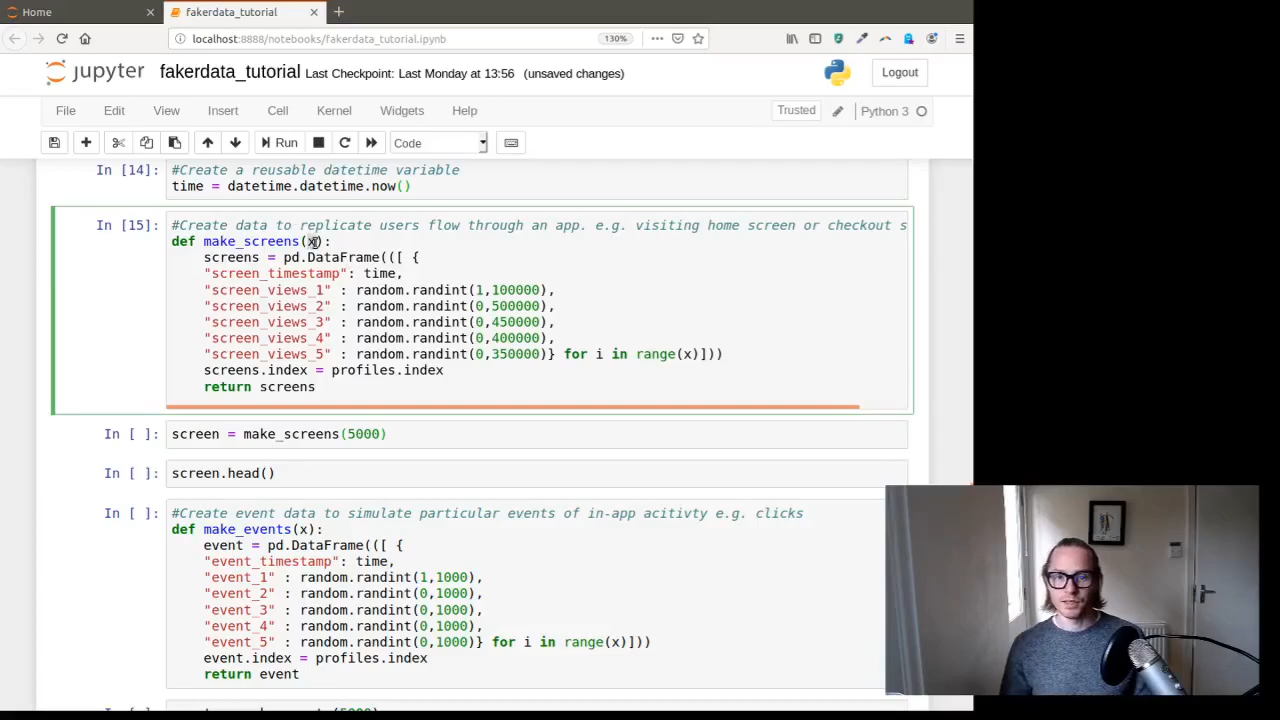 Home
fakerdata_tutorial
localhost:8888/notebooks/fakerdata_tutorial.ipynb
130%
jupyter
fakerdata_tutorial Last Checkpoint: Last Monday at 13:56 (unsaved changes)
Logout
File Edit View Insert Cell Kernel Widgets Help
Trusted
Python 3
Run
Code
In [14]:
#Create a reusable datetime variable
time = datetime.datetime.now()
In [15]:
#Create data to replicate users flow through an app. e.g. visiting home screen or checkout s
def make_screens(x):
screens = pd.DataFrame(([ {
"screen_timestamp": time,
"screen_views_1" : random.randint(1,100000),
"screen_views_2" : random.randint(0,500000),
"screen_views_3" : random.randint(0,450000),
"screen_views_4" : random.randint(0,400000),
"screen_views_5" : random.randint(0,350000)} for i in range(x)]))
screens.index = profiles.index
return screens
In [ ]:
screen = make_screens(5000)
In [ ]:
screen.head()
In [ ]:
#Create event data to simulate particular events of in-app acitivty e.g. clicks
def make_events(x):
event = pd.DataFrame(([ {
"event_timestamp": time,
"event_1" : random.randint(1,1000),
"event_2" : random.randint(0,1000),
"event_3" : random.randint(0,1000),
"event_4" : random.randint(0,1000),
"event_5" : random.randint(0,1000)} for i in range(x)]))
event.index = profiles.index
return event